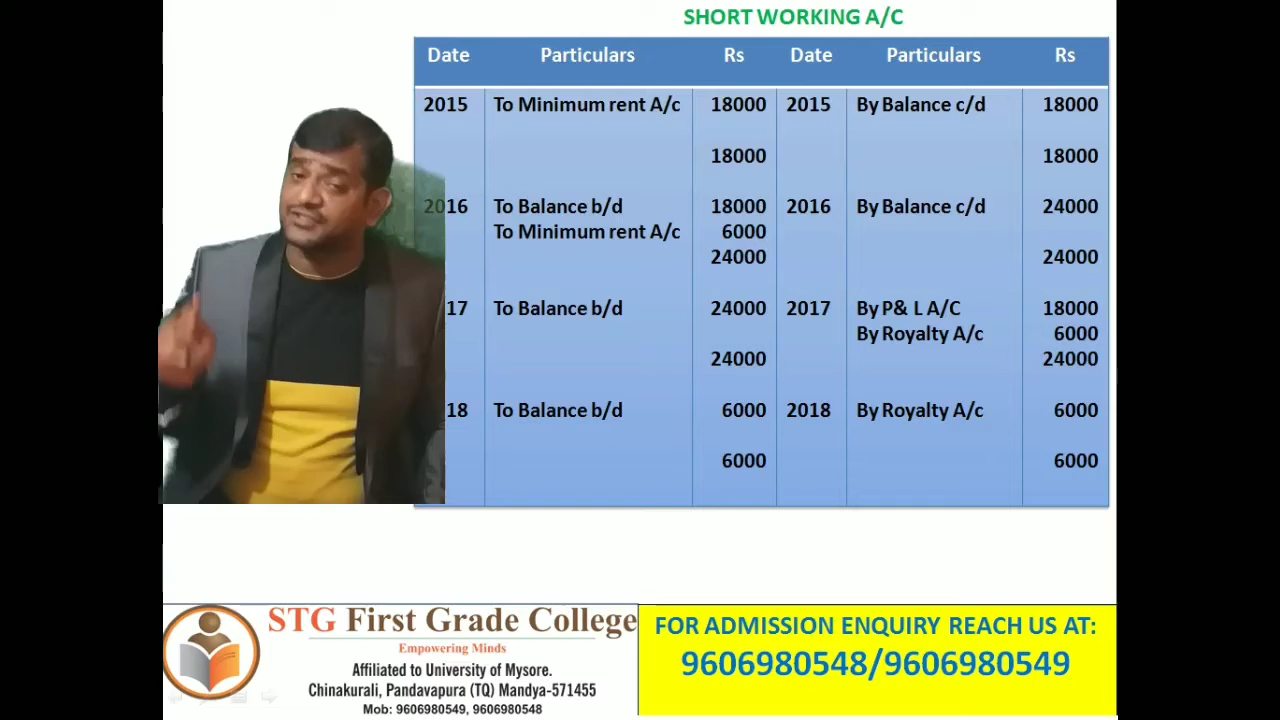 SHORT WORKING A/C
Date Particulars Rs Date Particulars Rs
2015 To Minimum rent A/c 18000 2015 By Balance c/d 18000
18000 18000
2016 To Balance b/d 18000 2016 By Balance c/d 24000
To Minimum rent A/c 6000
24000 24000
17 To Balance b/d 24000 2017 By P& L A/C 18000
By Royalty A/c 6000
24000 24000
18 To Balance b/d 6000 2018 By Royalty A/c 6000
6000 6000
STG First Grade College
Empowering Minds
Affiliated to University of Mysore.
Chinakurali, Pandavapura (TQ) Mandya-571455
Mob: 9606980549, 9606980548
FOR ADMISSION ENQUIRY REACH US AT:
9606980548/9606980549